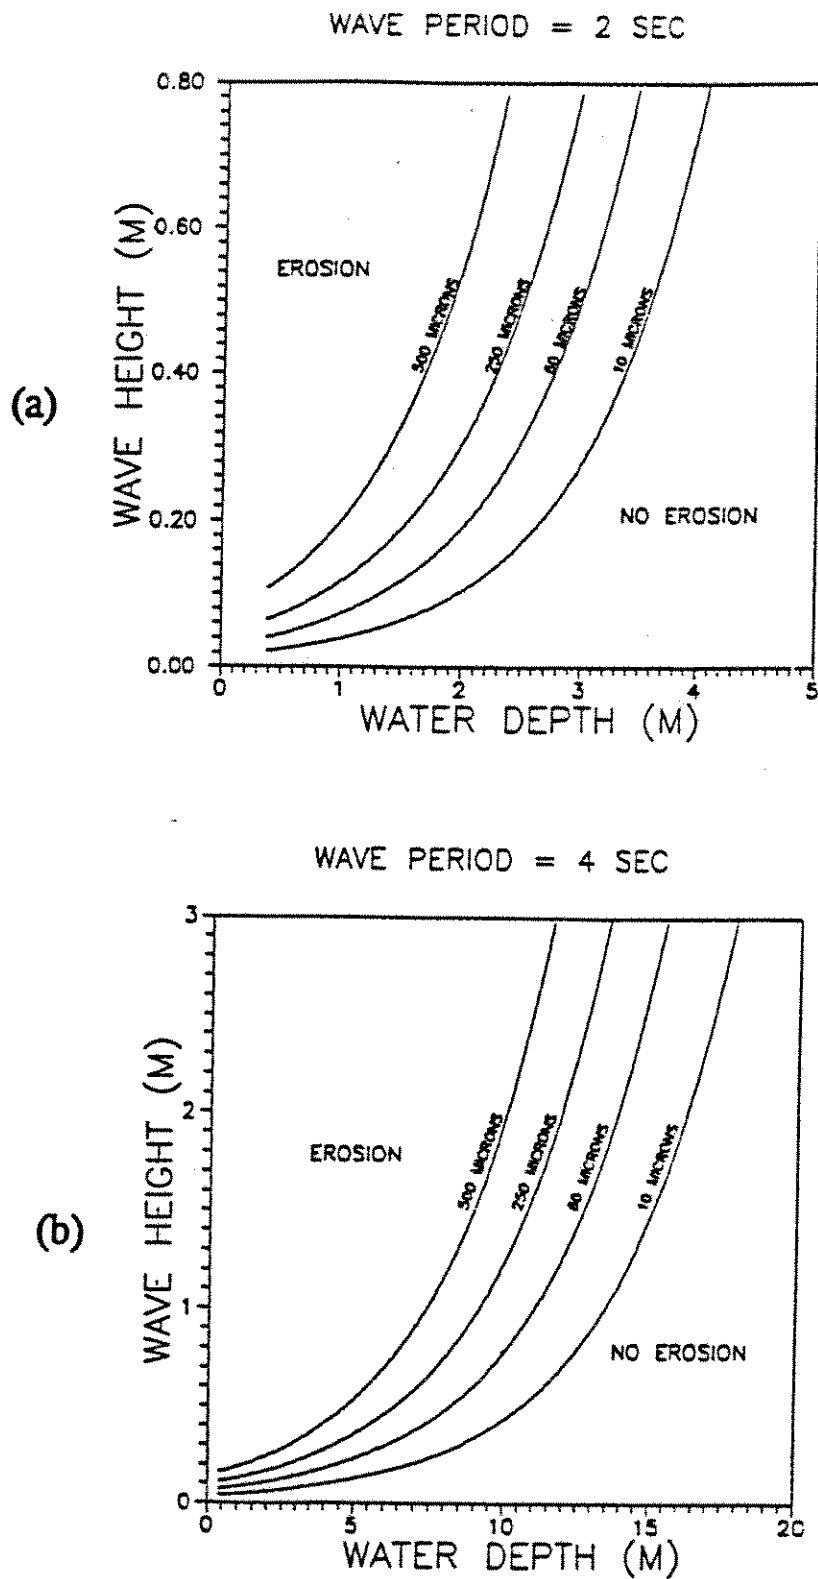 WAVE PERIOD = 2 SEC
0.80
0.60
0.40
0.20
0.00
WAVE HEIGHT (M)
EROSION
500 MICRONS
250 MICRONS
60 MICRONS
10 MICRONS
NO EROSION
(a)
0 1 2 3 4 5
WATER DEPTH (M)
WAVE PERIOD = 4 SEC
3
2
1
0
WAVE HEIGHT (M)
EROSION
500 MICRONS
250 MICRONS
60 MICRONS
10 MICRONS
NO EROSION
(b)
0 5 10 15 20
WATER DEPTH (M)